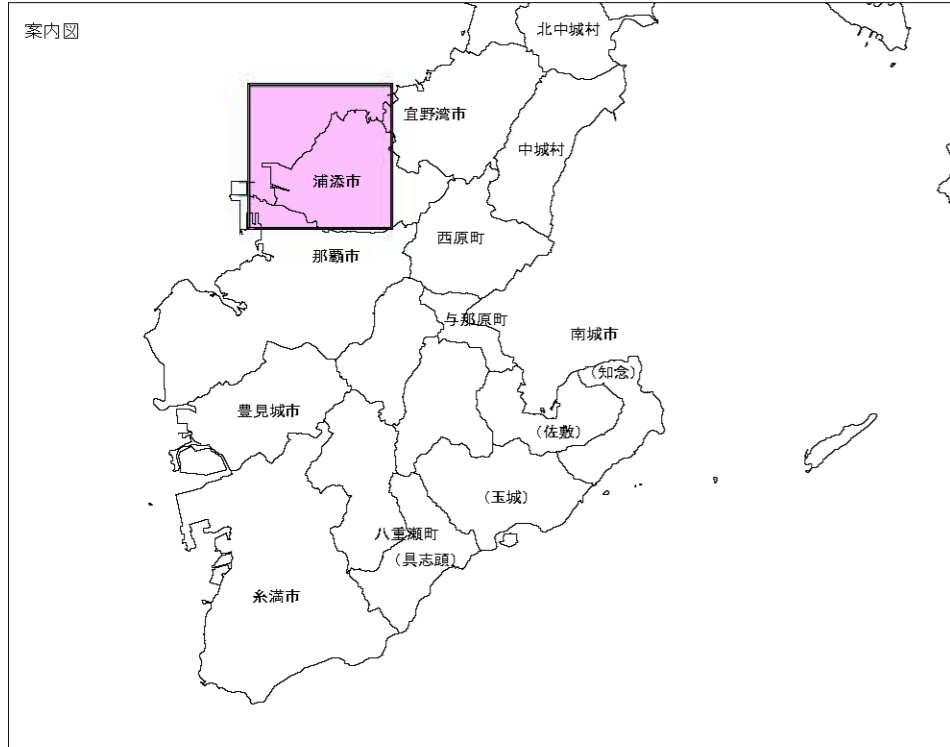 案内図
北中城村
宜野湾市
中城村
浦添市
西原町
那覇市
与那原町
南城市
(知念)
豊見城市
(佐敷)
(玉城)
八重瀬町
(具志頭)
糸満市